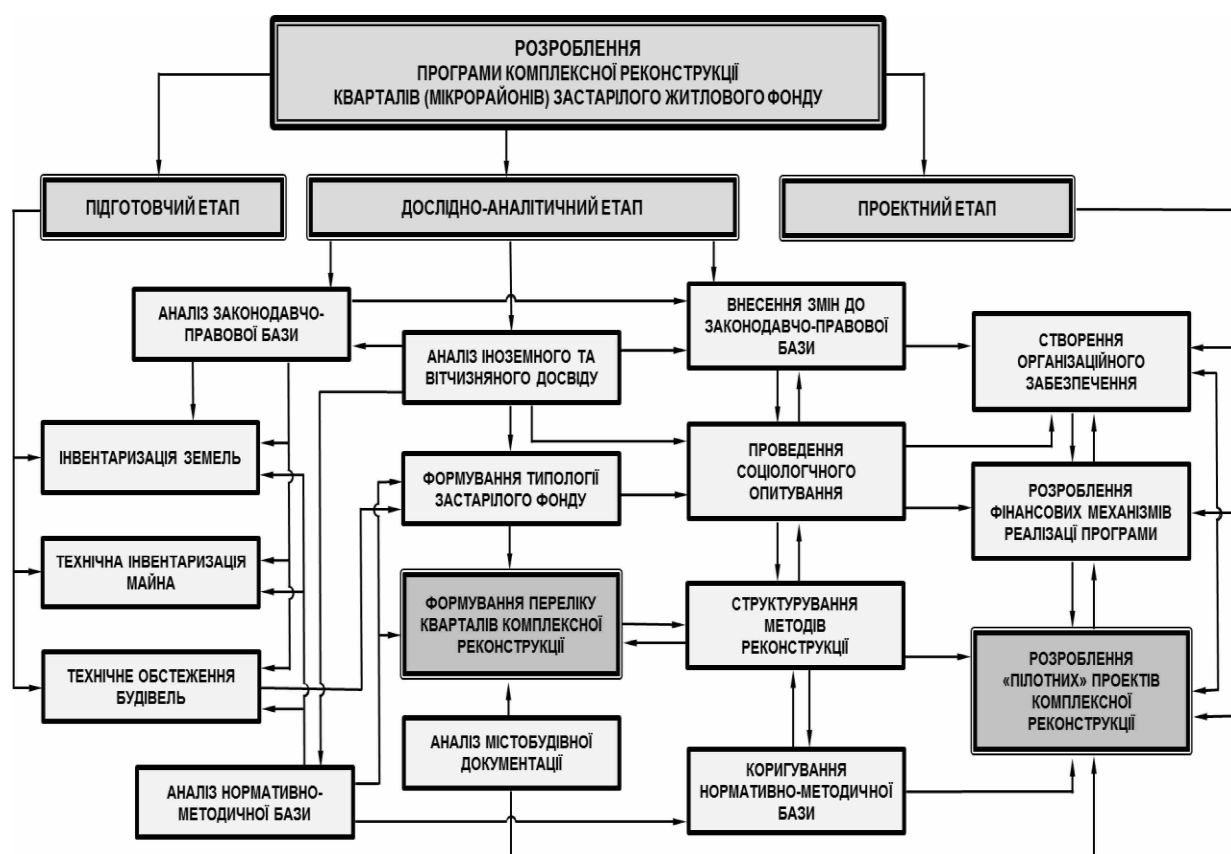 РОЗРОБЛЕННЯ
ПРОГРАМИ КОМПЛЕКСНОЇ РЕКОНСТРУКЦІЇ
КВАРТАЛІВ (МІКРОРАЙОНІВ) ЗАСТАРІЛОГО ЖИТЛОВОГО ФОНДУ
ПІДГОТОВЧИЙ ЕТАП
ДОСЛІДНО-АНАЛІТИЧНИЙ ЕТАП
ПРОЕКТНИЙ ЕТАП
АНАЛІЗ ЗАКОНОДАВЧО-
ПРАВОВОЇ БАЗИ
ВНЕСЕННЯ ЗМІН ДО
ЗАКОНОДАВЧО-ПРАВОВОЇ
БАЗИ
АНАЛІЗ ІНОЗЕМНОГО ТА
ВІТЧИЗНЯНОГО ДОСВІДУ
СТВОРЕННЯ
ОРГАНІЗАЦІЙНОГО
ЗАБЕЗПЕЧЕННЯ
ІНВЕНТАРИЗАЦІЯ ЗЕМЕЛЬ
ФОРМУВАННЯ ТИПОЛОГІЇ
ЗАСТАРІЛОГО ФОНДУ
ПРОВЕДЕННЯ
СОЦІОЛОГЧНОГО
ОПИТУВАННЯ
РОЗРОБЛЕННЯ
ФІНАНСОВИХ МЕХАНІЗМІВ
РЕАЛІЗАЦІ ПРОГРАМИ
ТЕХНІЧНА ІНВЕНТАРИЗАЦІЯ
МАЙНА
ФОРМУВАННЯ ПЕРЕЛІКУ
КВАРТАЛІВ КОМПЛЕКСНОЇ
РЕКОНСТРУКЦІЇ
СТРУКТУРУВАННЯ
МЕТОДІВ
РЕКОНСТРУКЦІЇ
ТЕХНІЧНЕ ОБСТЕЖЕННЯ
БУДІВЕЛЬ
РОЗРОБЛЕННЯ
«ПІЛОТНИХ» ПРОЕКТІВ
КОМПЛЕКСНОЇ
РЕКОНСТРУКЦІЇ
АНАЛІЗ МІСТОБУДІВНОЇ
ДОКУМЕНТАЦІЇ
КОРИГУВАННЯ
НОРМАТИВНО-МЕТОДИЧНОЇ
БАЗИ
АНАЛІЗ НОРМАТИВНО-
МЕТОДИЧНОЇ БАЗИ